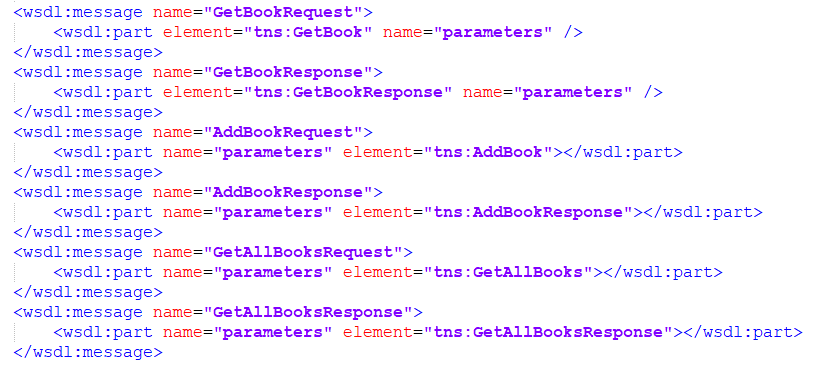 <wsdl:message name="GetBookRequest">
    <wsdl:part element="tns:GetBook" name="parameters" />
</wsdl:message>
<wsdl:message name="GetBookResponse">
    <wsdl:part element="tns:GetBookResponse" name="parameters" />
</wsdl:message>
<wsdl:message name="AddBookRequest">
    <wsdl:part name="parameters" element="tns:AddBook"></wsdl:part>
</wsdl:message>
<wsdl:message name="AddBookResponse">
    <wsdl:part name="parameters" element="tns:AddBookResponse"></wsdl:part>
</wsdl:message>
<wsdl:message name="GetAllBooksRequest">
    <wsdl:part name="parameters" element="tns:GetAllBooks"></wsdl:part>
</wsdl:message>
<wsdl:message name="GetAllBooksResponse">
    <wsdl:part name="parameters" element="tns:GetAllBooksResponse"></wsdl:part>
</wsdl:message>